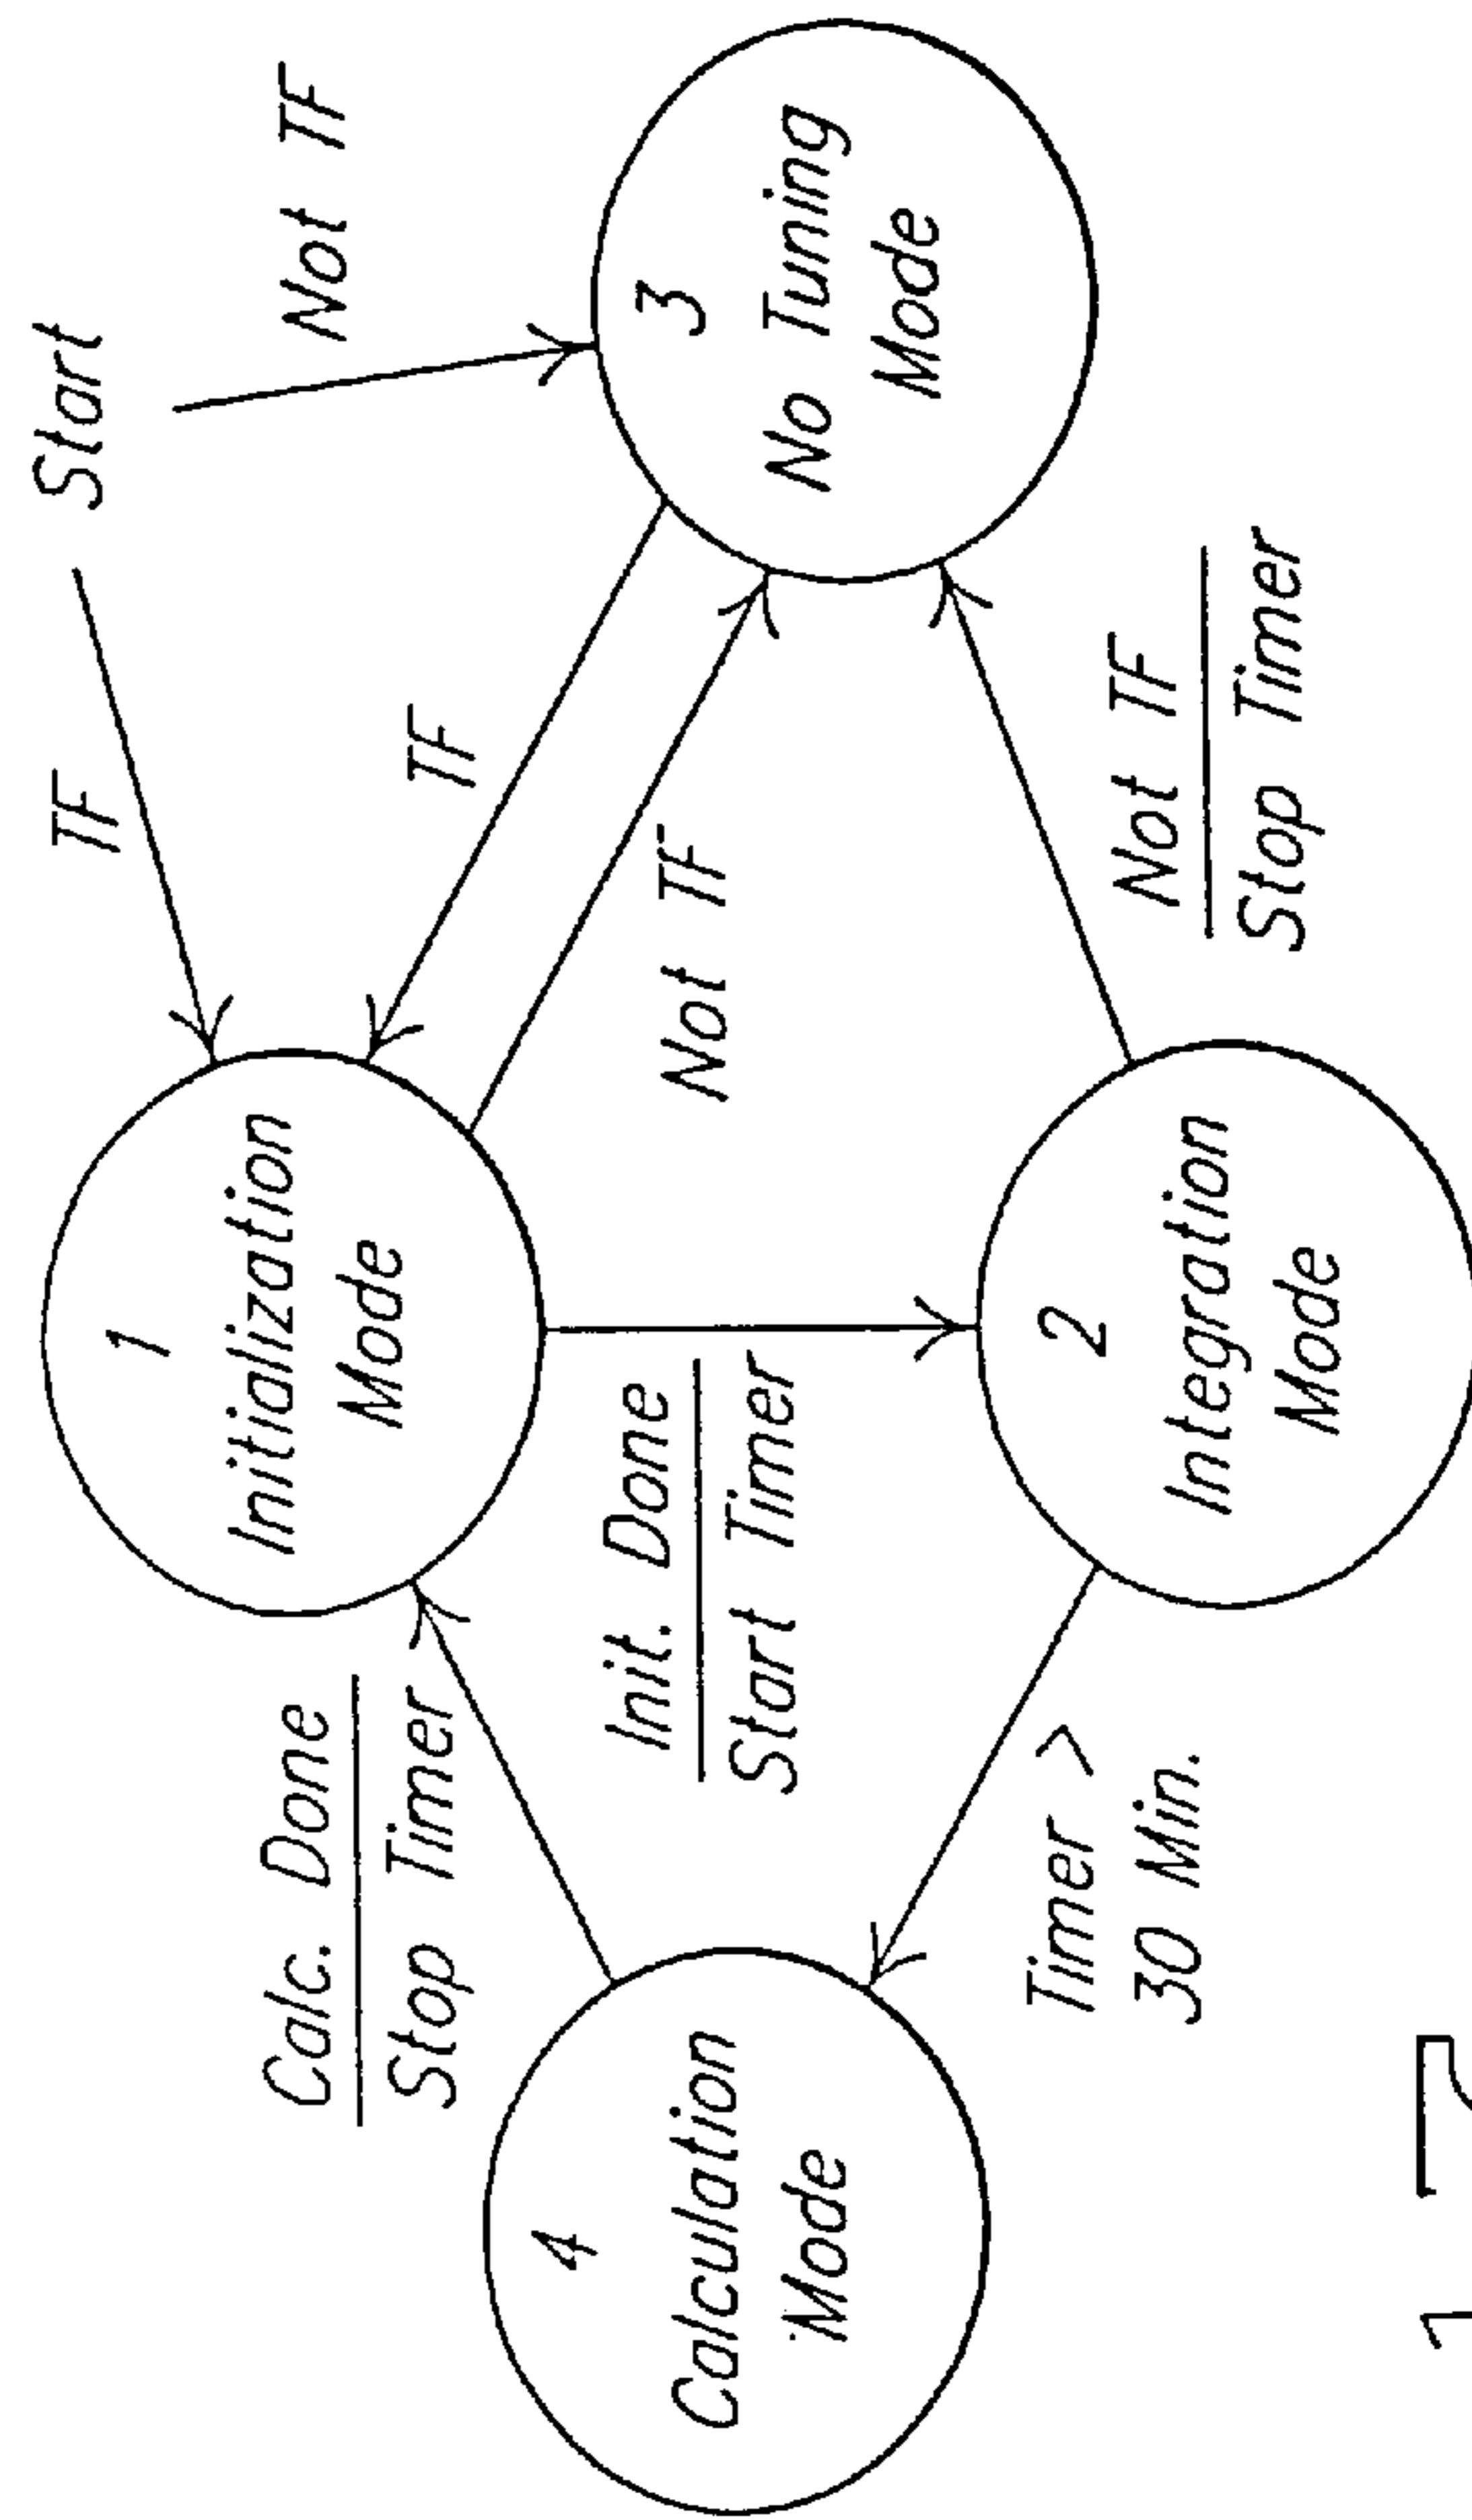 Start
TF
Not TF
1
Initialization
Mode
Calc. Done
Stop Timer
TF
Not TF
3
No Tuning
Mode
4
Calculation
Mode
Init. Done
Start Timer
Timer >
30 Min.
2
Integration
Mode
Not TF
Stop Timer